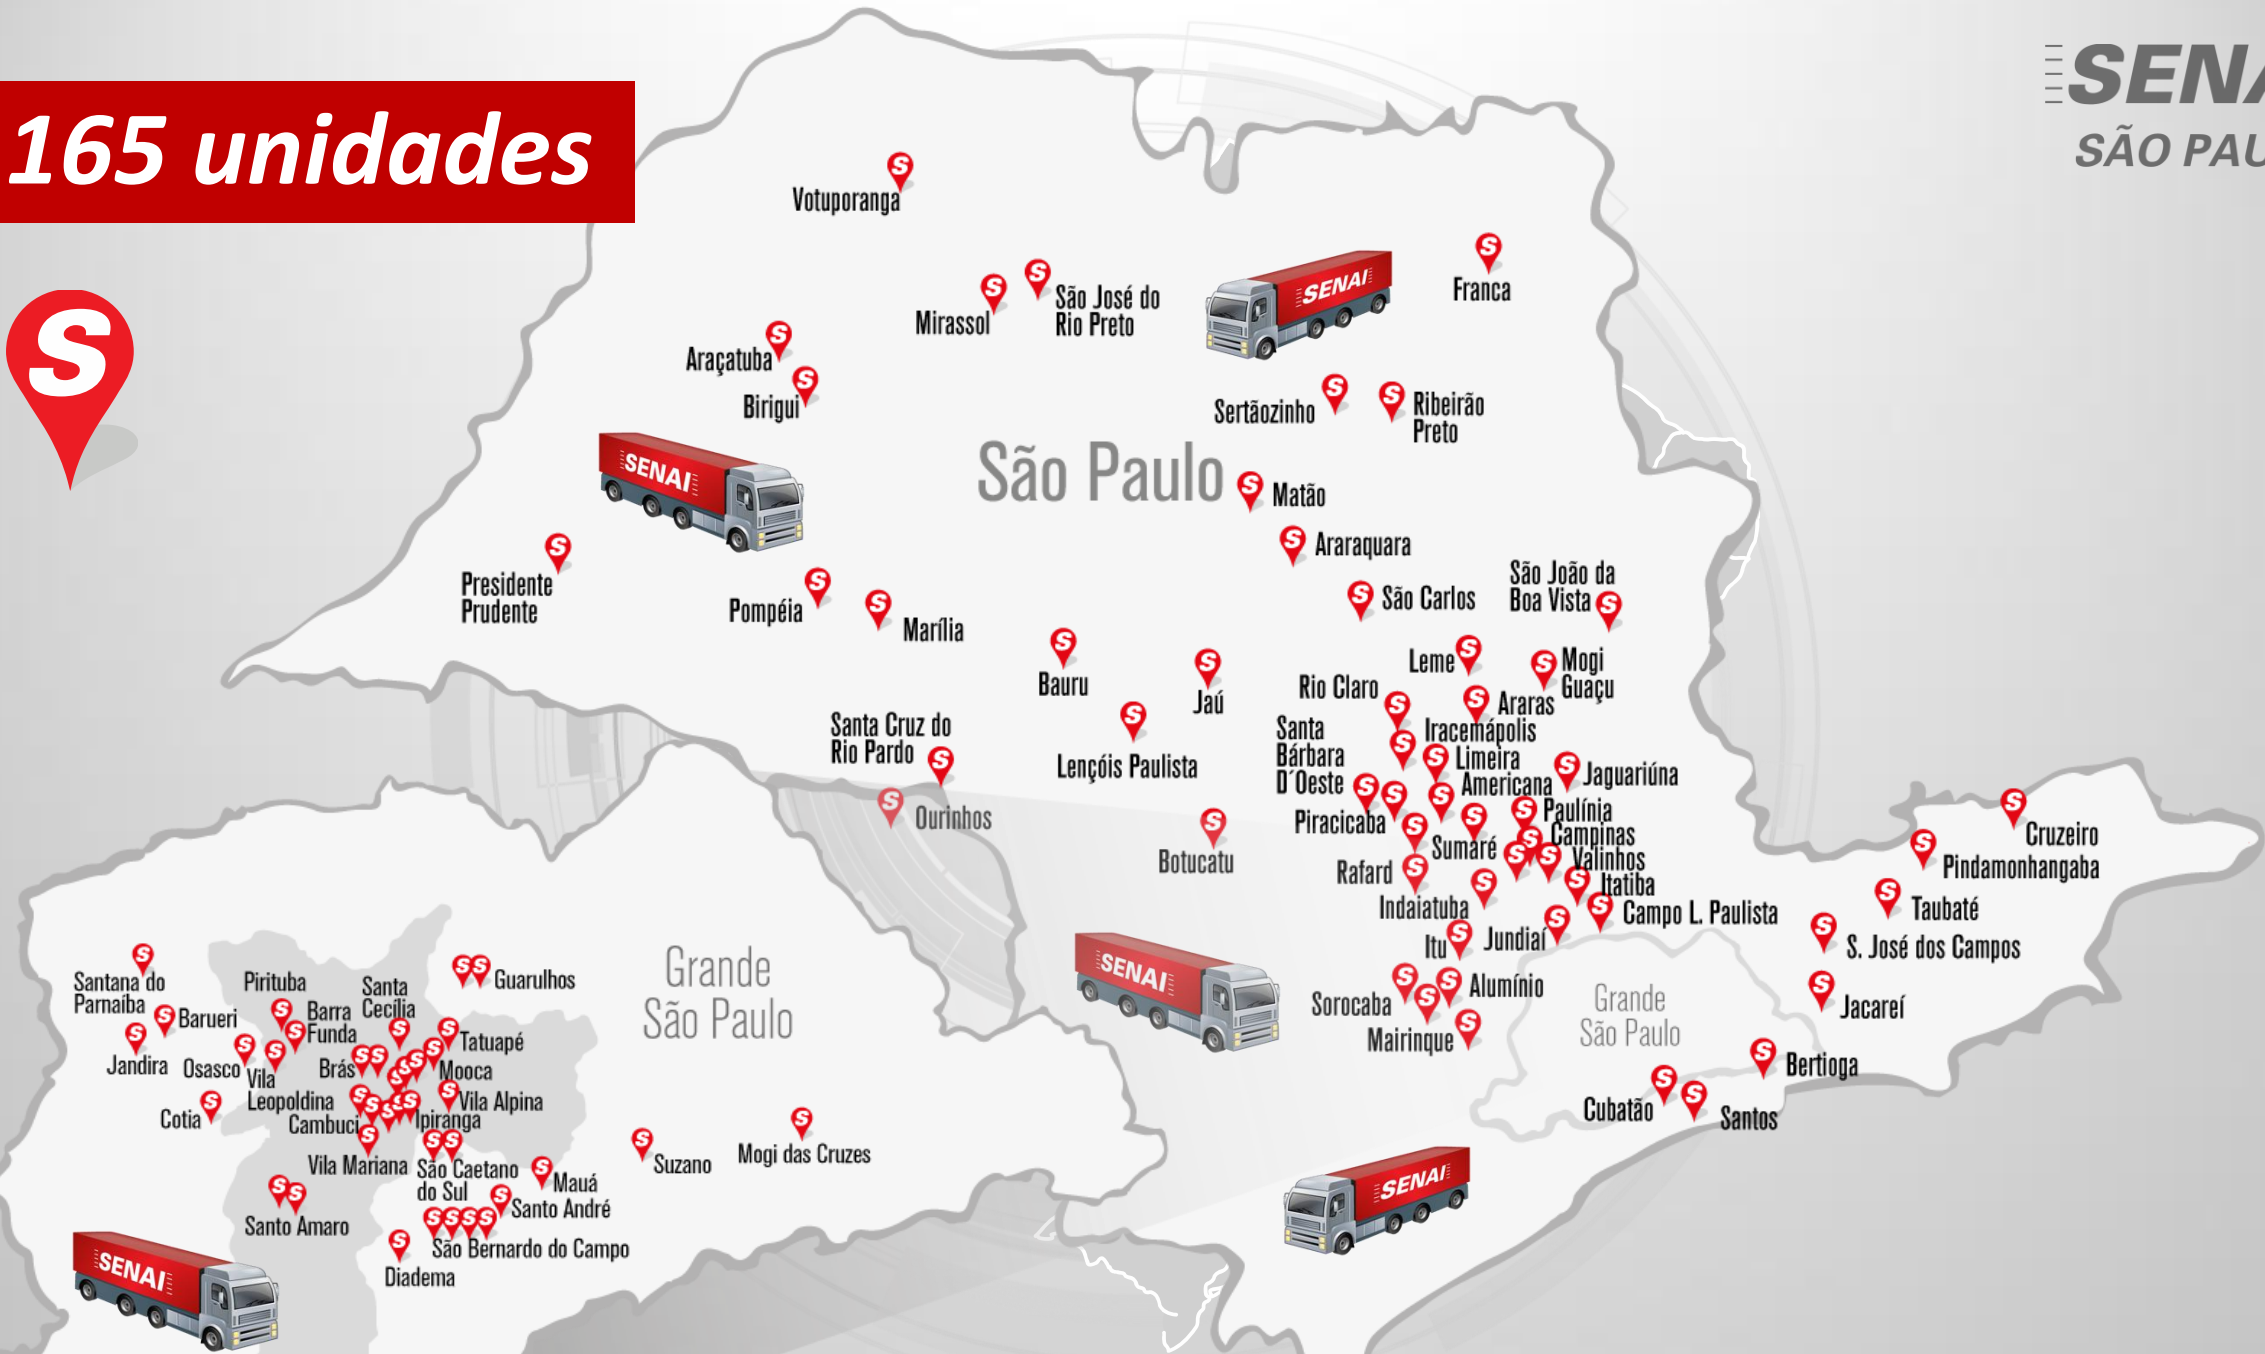 165 unidades
SENA
SÃO PAU
S
Votuporanga
Mirassol
São José do
Rio Preto
SENAI
Franca
Araçatuba
Birigui
Sertãozinho
Ribeirão
Preto
SENAI
São Paulo
Matão
Araraquara
Presidente
Prudente
Pompéia
Marília
São Carlos
São João da
Boa Vista
Bauru
Jaú
Leme
Mogi
Guaçu
Rio Claro
Araras
Santa Cruz do
Rio Pardo
Lençóis Paulista
Iracemápolis
Santa
Bárbara
D´Oeste
Limeira
Americana
Jaguariúna
Ourinhos
Botucatu
Piracicaba
Paulínia
Campinas
Sumaré
Valinhos
Rafard
Itatiba
Indaiatuba
Campo L. Paulista
Itu
Jundiaí
Cruzeiro
Pindamonhangaba
Taubaté
S. José dos Campos
Jacareí
SENAI
Sorocaba
Alumínio
Mairinque
Grande
São Paulo
Bertioga
Cubatão
Santos
SENAI
Grande
São Paulo
Santana do
Parnaíba
Pirituba
Santa
Cecília
Guarulhos
Barueri
Barra
Funda
Tatuapé
Jandira
Osasco
Vila
Leopoldina
Brás
Mooca
Cotia
Cambuci
Ipiranga
Vila Alpina
Vila Mariana
São Caetano
do Sul
Mauá
Suzano
Mogi das Cruzes
Santo André
Santo Amaro
São Bernardo do Campo
Diadema
SENAI